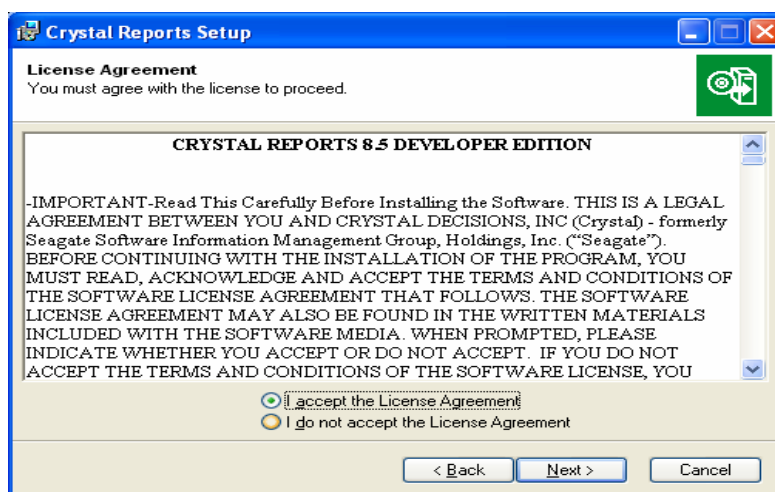 Crystal Reports Setup
License Agreement
You must agree with the license to proceed.
CRYSTAL REPORTS 8.5 DEVELOPER EDITION
-IMPORTANT-Read This Carefully Before Installing the Software. THIS IS A LEGAL
AGREEMENT BETWEEN YOU AND CRYSTAL DECISIONS, INC (Crystal) - formerly
Seagate Software Information Management Group, Holdings, Inc. (“Seagate”).
BEFORE CONTINUING WITH THE INSTALLATION OF THE PROGRAM, YOU
MUST READ, ACKNOWLEDGE AND ACCEPT THE TERMS AND CONDITIONS OF
THE SOFTWARE LICENSE AGREEMENT THAT FOLLOWS. THE SOFTWARE
LICENSE AGREEMENT MAY ALSO BE FOUND IN THE WRITTEN MATERIALS
INCLUDED WITH THE SOFTWARE MEDIA. WHEN PROMPTED, PLEASE
INDICATE WHETHER YOU ACCEPT OR DO NOT ACCEPT. IF YOU DO NOT
ACCEPT THE TERMS AND CONDITIONS OF THE SOFTWARE LICENSE, YOU
I accept the License Agreement
I do not accept the License Agreement
< Back Next > Cancel